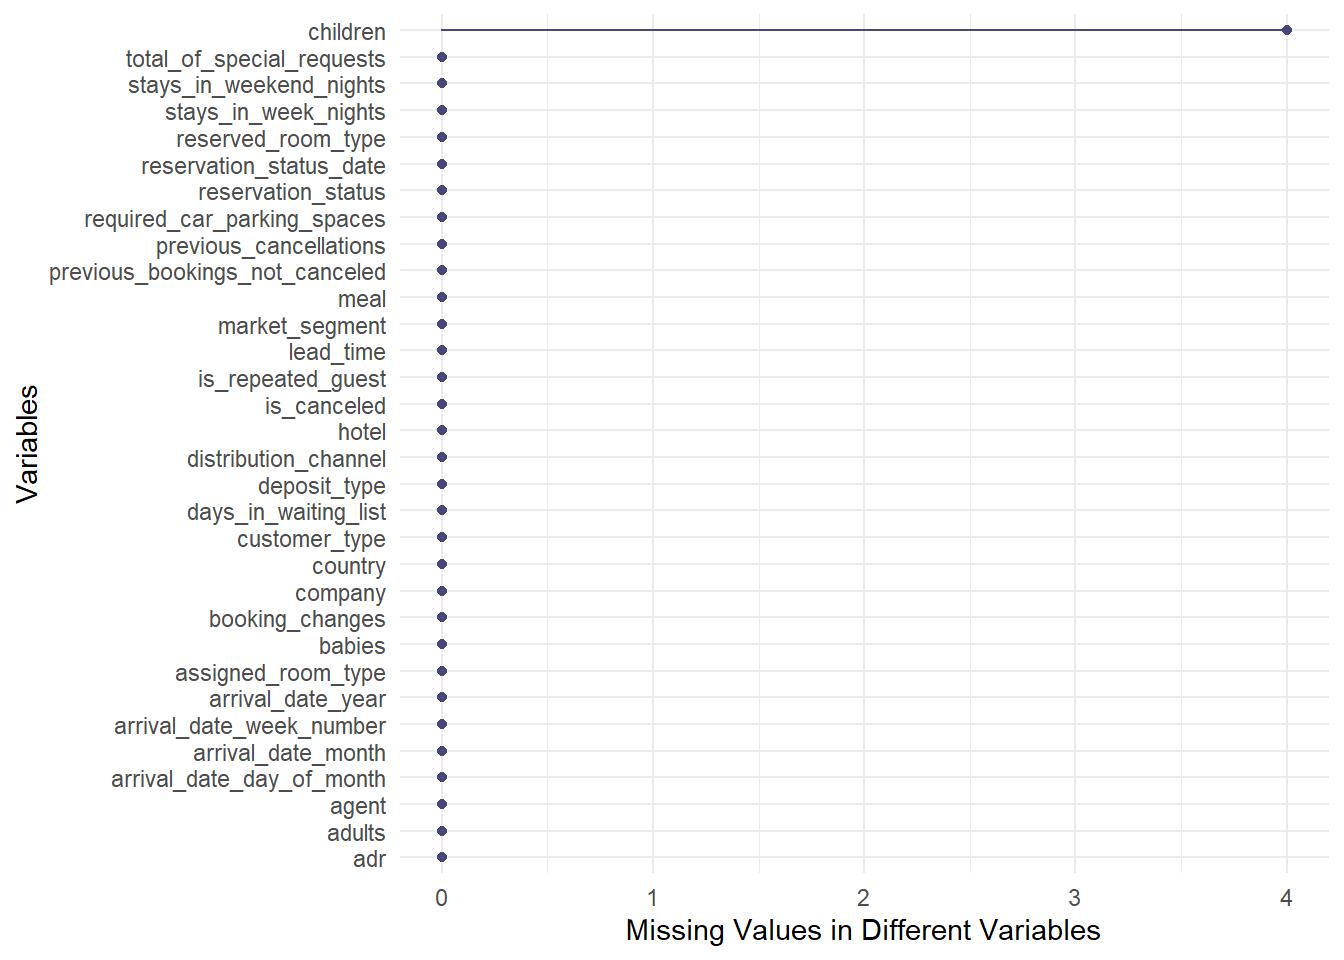 children
total_of_special_requests
stays_in_weekend_nights
stays_in_week_nights
reserved_room_type
reservation_status_date
reservation_status
required_car_parking_spaces
previous_cancellations
previous_bookings_not_canceled
meal
market_segment
lead_time
is_repeated_guest
is_canceled
hotel
distribution_channel
deposit_type
days_in_waiting_list
customer_type
country
company
booking_changes
babies
assigned_room_type
arrival_date_year
arrival_date_week_number
arrival_date_month
arrival_date_day_of_month
agent
adults
adr
Variables
0 1 2 3 4
Missing Values in Different Variables